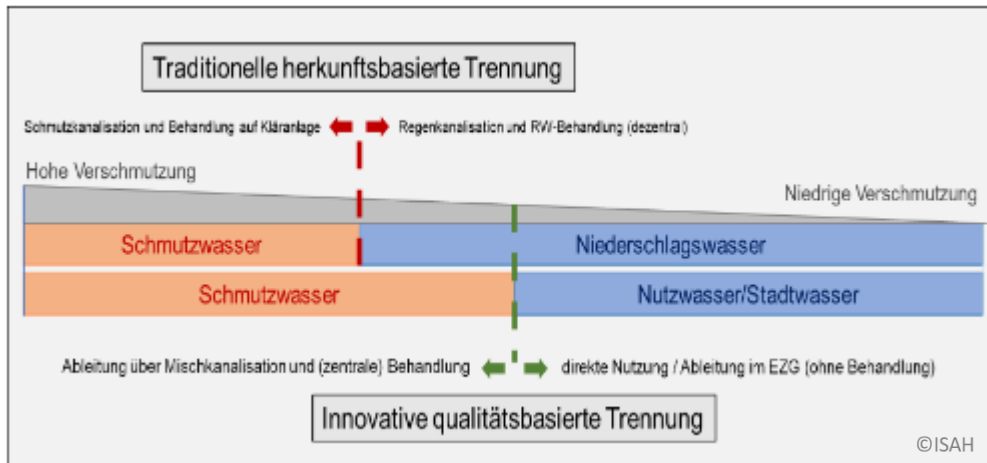 Traditionelle herkunftsbasierte Trennung
Schmutzkanalisation und Behandlung auf Kläranlage
Regenkanalisation und RW-Behandlung (dezentral)
Hohe Verschmutzung
Niedrige Verschmutzung
Schmutzwasser
Niederschlagswasser
Schmutzwasser
Nutzwasser/Stadtwasser
Ableitung über Mischkanalisation und (zentrale) Behandlung
direkte Nutzung / Ableitung im EZG (ohne Behandlung)
Innovative qualitätsbasierte Trennung
©ISAH